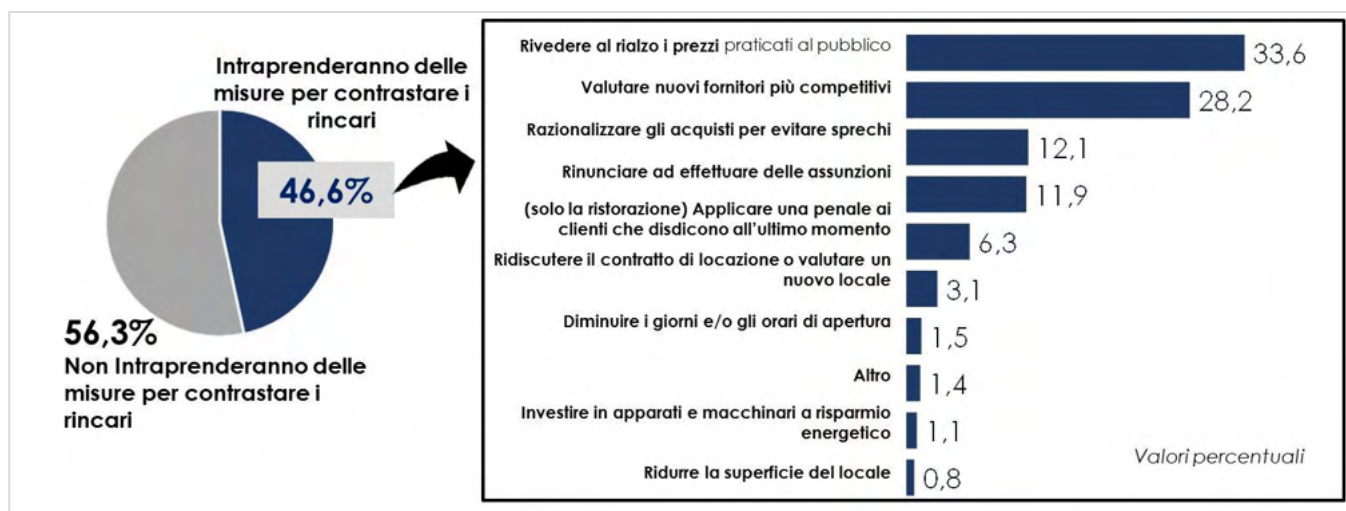 Intraprenderanno delle
misure per contrastare i
rincari
46,6%
56,3%
Non Intraprenderanno delle
misure per contrastare i
rincari
Rivedere al rialzo i prezzi praticati al pubblico
33,6
Valutare nuovi fornitori più competitivi
28,2
Razionalizzare gli acquisti per evitare sprechi
12,1
Rinunciare ad effettuare delle assunzioni
11,9
(solo la ristorazione) Applicare una penale ai
clienti che disdicono all'ultimo momento
6,3
Ridiscutere il contratto di locazione o valutare un
nuovo locale
3,1
Diminuire i giorni e/o gli orari di apertura
1,5
Altro
1,4
Investire in apparati e macchinari a risparmio
energetico
1,1
Ridurre la superficie del locale
0,8
Valori percentuali